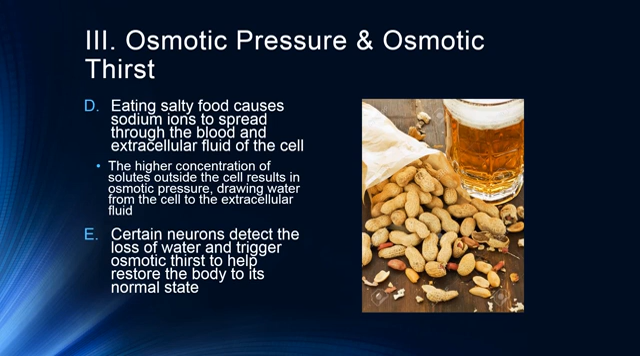 III. Osmotic Pressure & Osmotic
Thirst
D. Eating salty food causes
sodium ions to spread
through the blood and
extracellular fluid of the cell
• The higher concentration of
solutes outside the cell results in
osmotic pressure, drawing water
from the cell to the extracellular
fluid
E. Certain neurons detect the
loss of water and trigger
osmotic thirst to help
restore the body to its
normal state